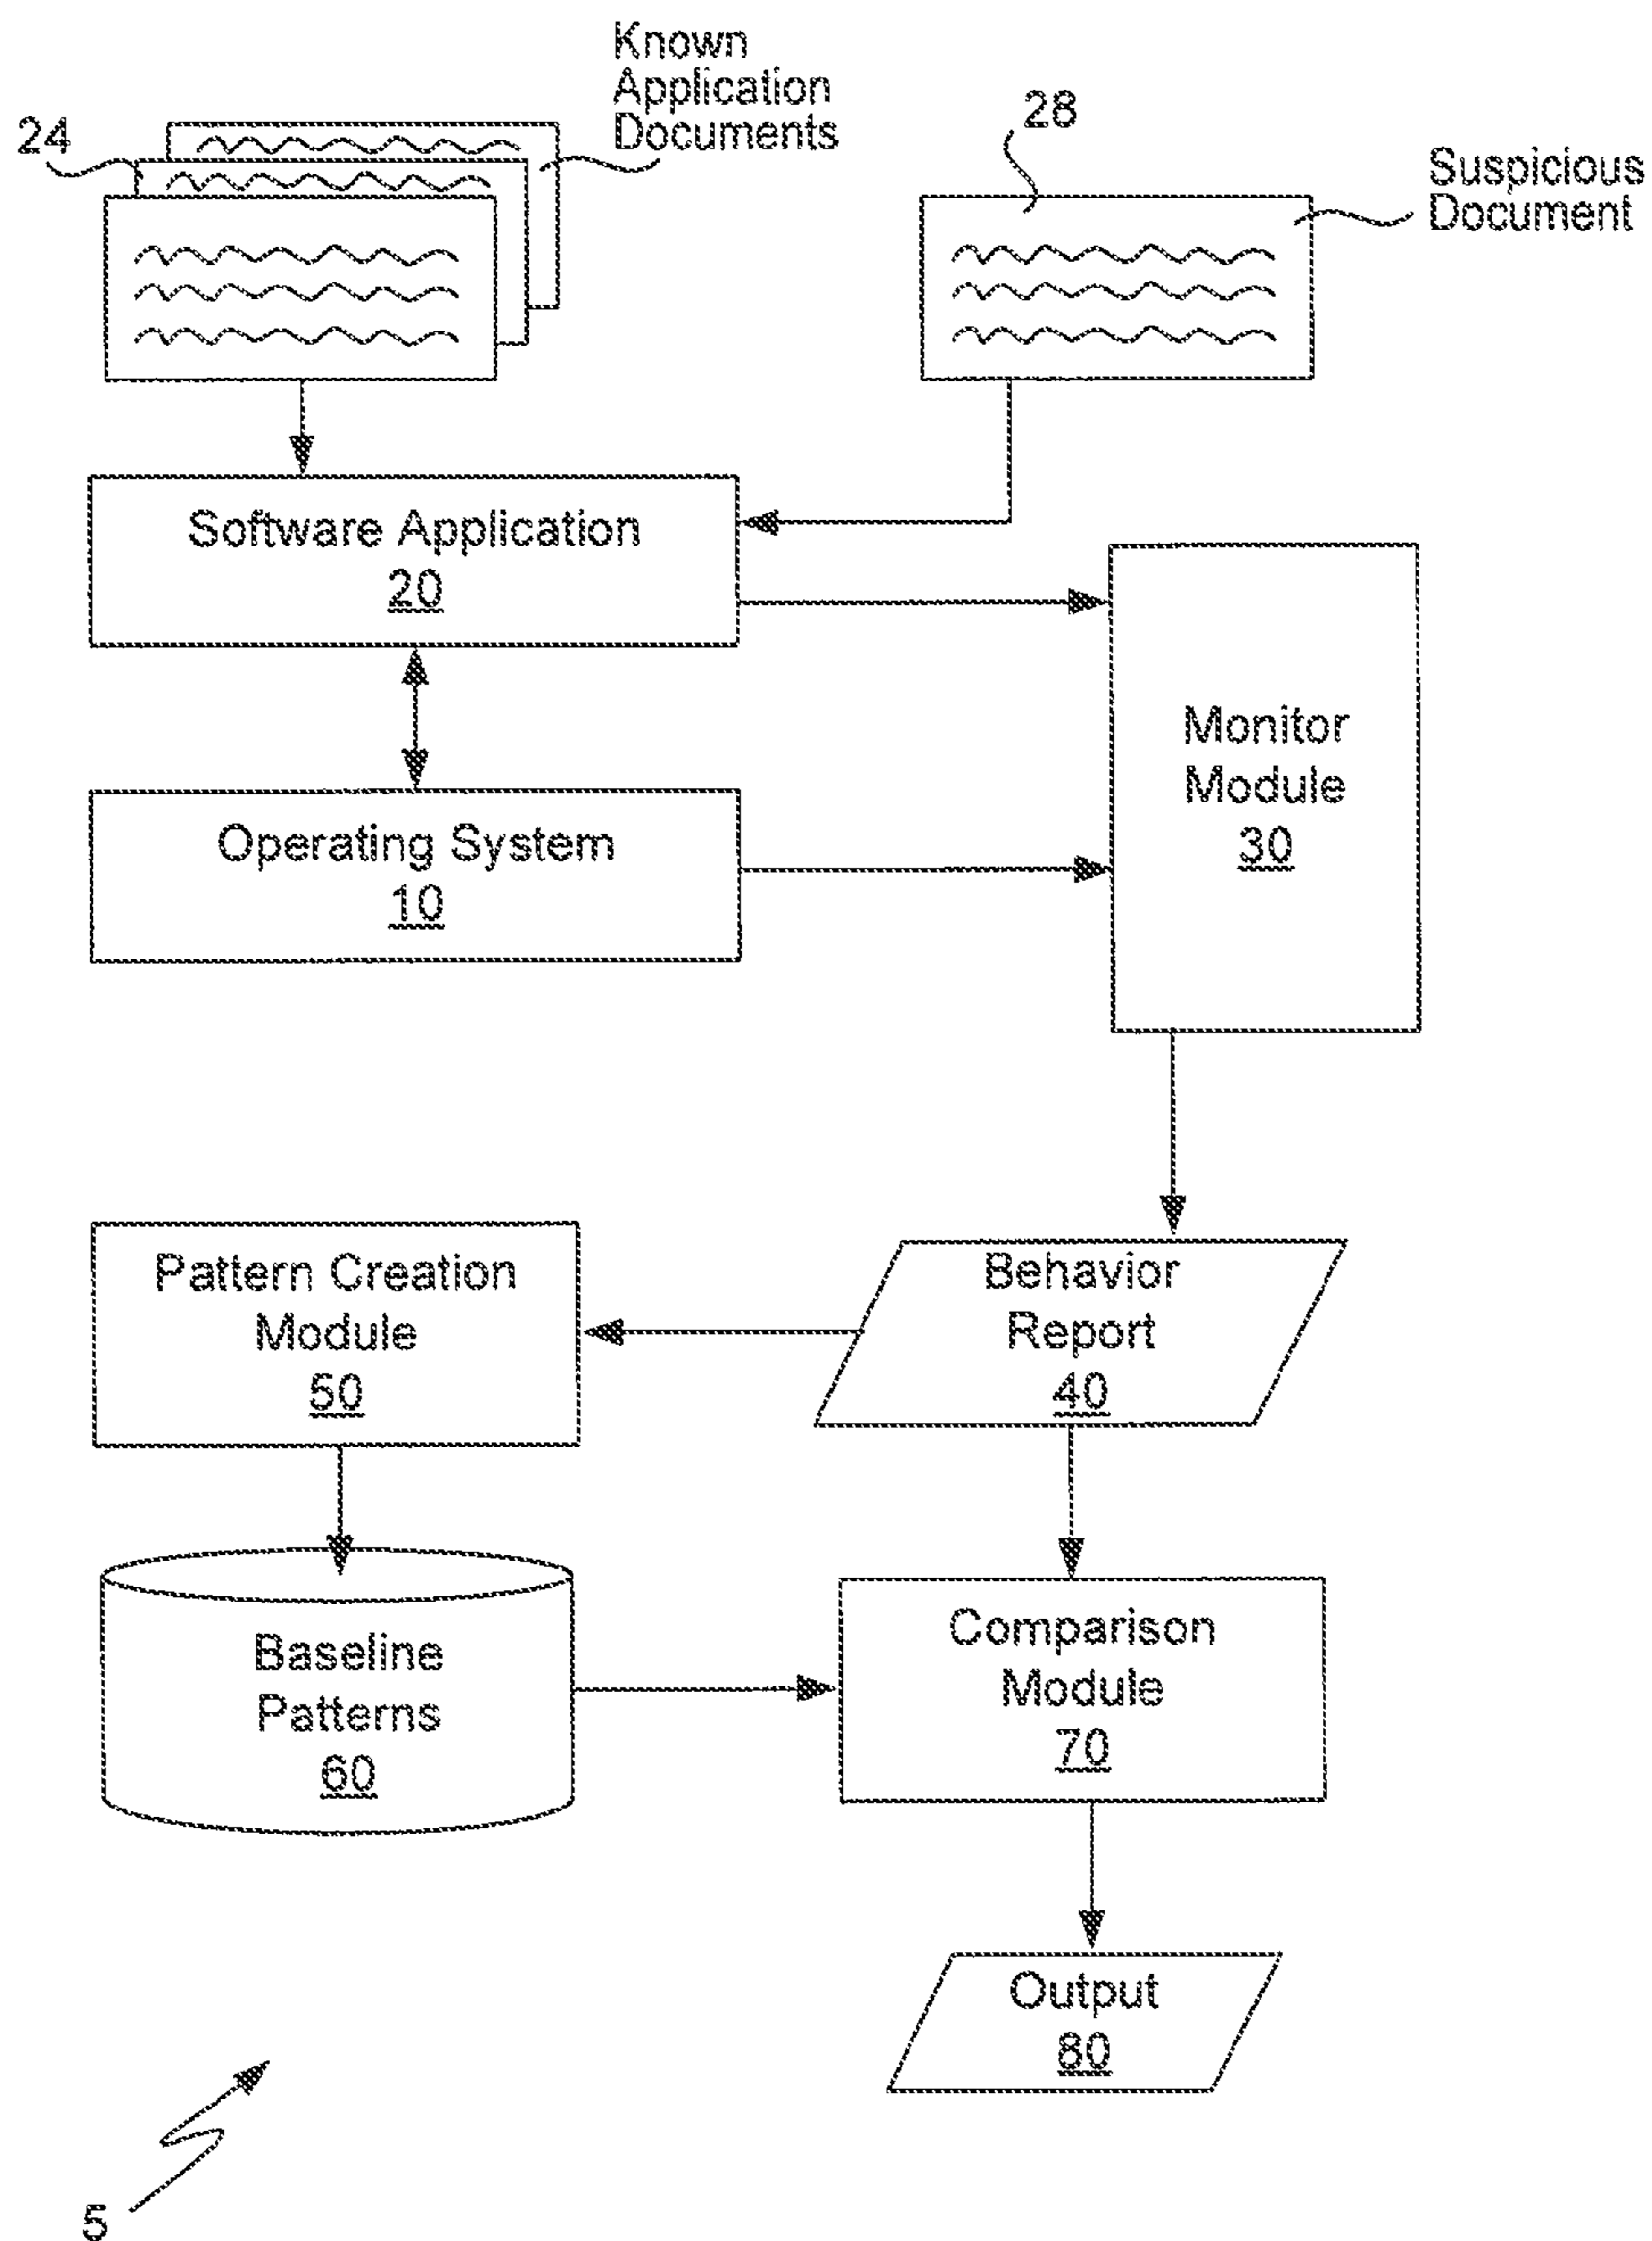 Known
Application
Documents
24
28
Suspicious
Document
Software Application
20
Monitor
Module
30
Operating System
10
Pattern Creation
Module
50
Behavior
Report
40
Baseline
Patterns
60
Comparison
Module
70
Output
80
5